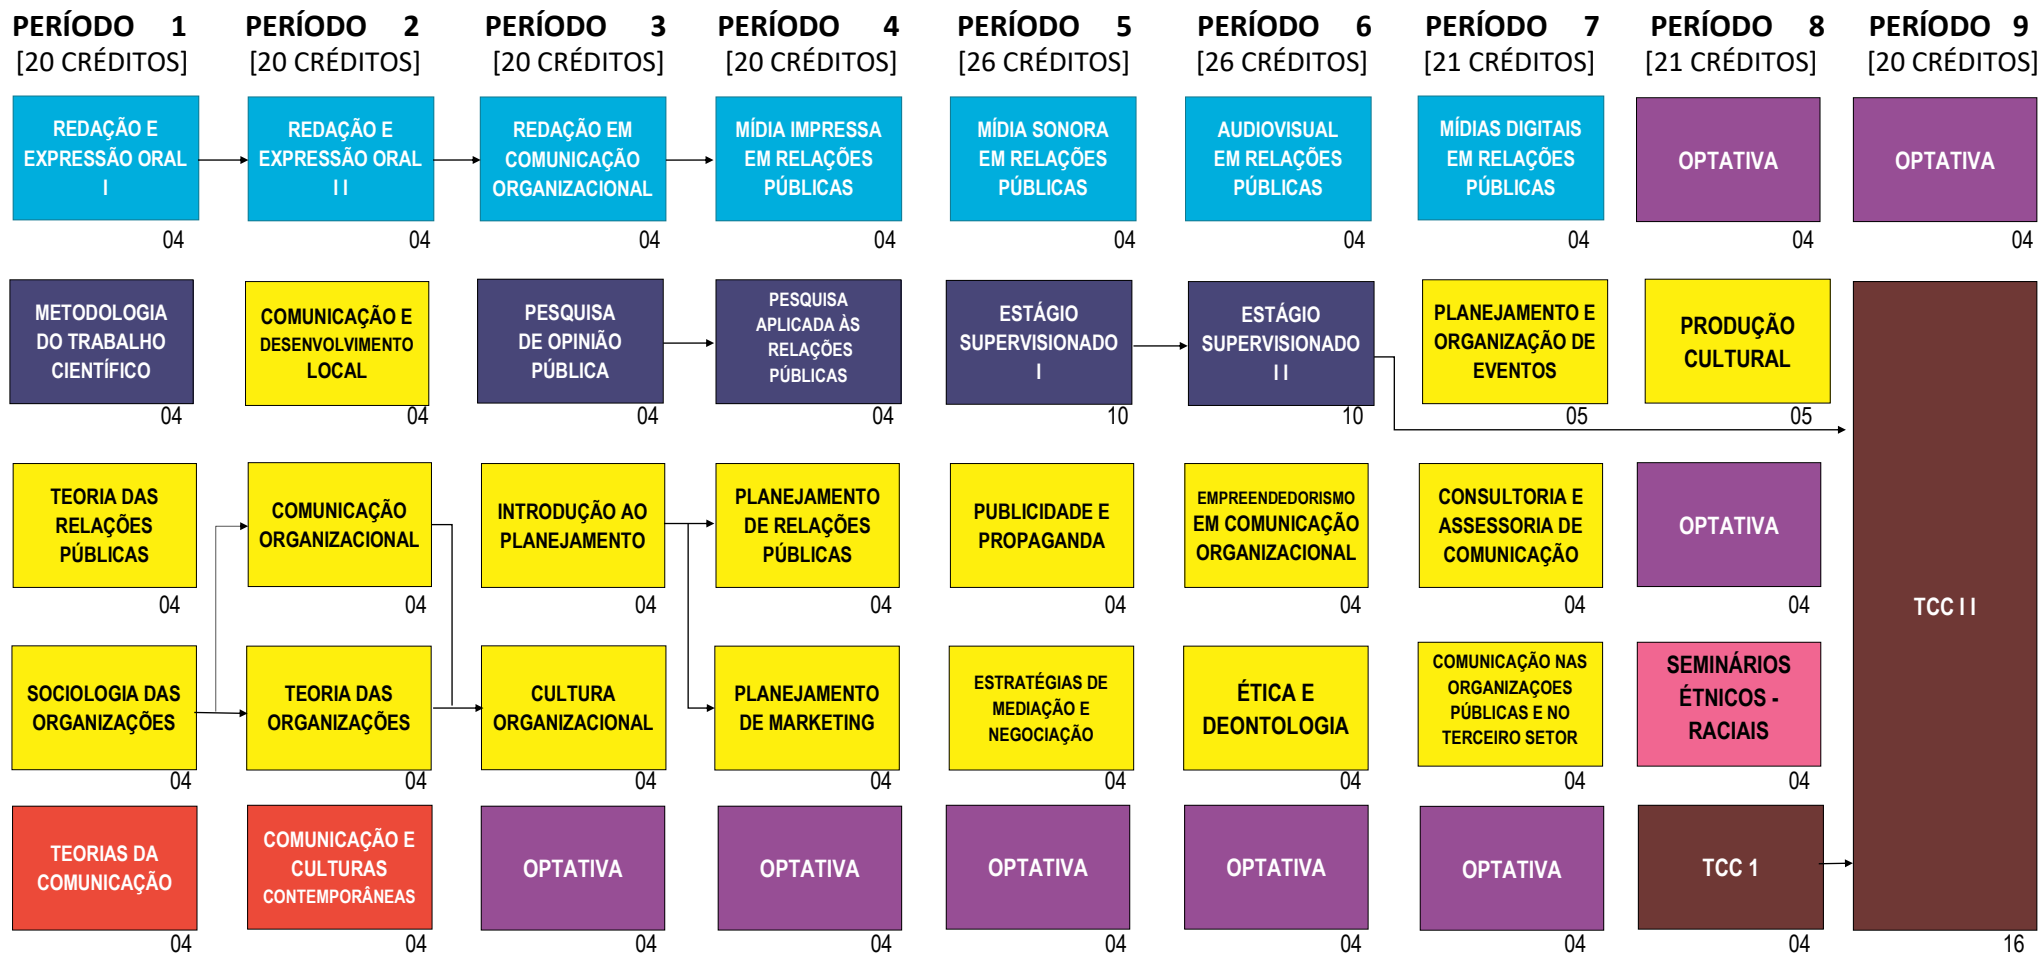 PERÍODO 1
[20 CRÉDITOS]
PERÍODO 2
[20 CRÉDITOS]
PERÍODO 3
[20 CRÉDITOS]
PERÍODO 4
[20 CRÉDITOS]
PERÍODO 5
[26 CRÉDITOS]
PERÍODO 6
[26 CRÉDITOS]
PERÍODO 7
[21 CRÉDITOS]
PERÍODO 8
[21 CRÉDITOS]
PERÍODO 9
[20 CRÉDITOS]
REDAÇÃO E
EXPRESSÃO ORAL
I
04
REDAÇÃO E
EXPRESSÃO ORAL
I I
04
REDAÇÃO EM
COMUNICAÇÃO
ORGANIZACIONAL
04
MÍDIA IMPRESSA
EM RELAÇÕES
PÚBLICAS
04
MÍDIA SONORA
EM RELAÇÕES
PÚBLICAS
04
AUDIOVISUAL
EM RELAÇÕES
PÚBLICAS
04
MÍDIAS DIGITAIS
EM RELAÇÕES
PÚBLICAS
04
OPTATIVA
04
OPTATIVA
04
METODOLOGIA
DO TRABALHO
CIENTÍFICO
04
COMUNICAÇÃO E
DESENVOLVIMENTO
LOCAL
04
PESQUISA
DE OPINIÃO
PÚBLICA
04
PESQUISA
APLICADA ÀS
RELAÇÕES
PÚBLICAS
04
ESTÁGIO
SUPERVISIONADO
I
10
ESTÁGIO
SUPERVISIONADO
I I
10
PLANEJAMENTO E
ORGANIZAÇÃO DE
EVENTOS
05
PRODUÇÃO
CULTURAL
05
TEORIA DAS
RELAÇÕES
PÚBLICAS
04
COMUNICAÇÃO
ORGANIZACIONAL
04
INTRODUÇÃO AO
PLANEJAMENTO
04
PLANEJAMENTO
DE RELAÇÕES
PÚBLICAS
04
PUBLICIDADE E
PROPAGANDA
04
EMPREENDEDORISMO
EM COMUNICAÇÃO
ORGANIZACIONAL
04
CONSULTORIA E
ASSESSORIA DE
COMUNICAÇÃO
04
OPTATIVA
04
TCC I I
16
SOCIOLOGIA DAS
ORGANIZAÇÕES
04
TEORIA DAS
ORGANIZAÇÕES
04
CULTURA
ORGANIZACIONAL
04
PLANEJAMENTO
DE MARKETING
04
ESTRATÉGIAS DE
MEDIAÇÃO E
NEGOCIAÇÃO
04
ÉTICA E
DEONTOLOGIA
04
COMUNICAÇÃO NAS
ORGANIZAÇOES
PÚBLICAS E NO
TERCEIRO SETOR
04
SEMINÁRIOS
ÉTNICOS -
RACIAIS
04
TEORIAS DA
COMUNICAÇÃO
04
COMUNICAÇÃO E
CULTURAS
CONTEMPORÂNEAS
04
OPTATIVA
04
OPTATIVA
04
OPTATIVA
04
OPTATIVA
04
OPTATIVA
04
TCC 1
04